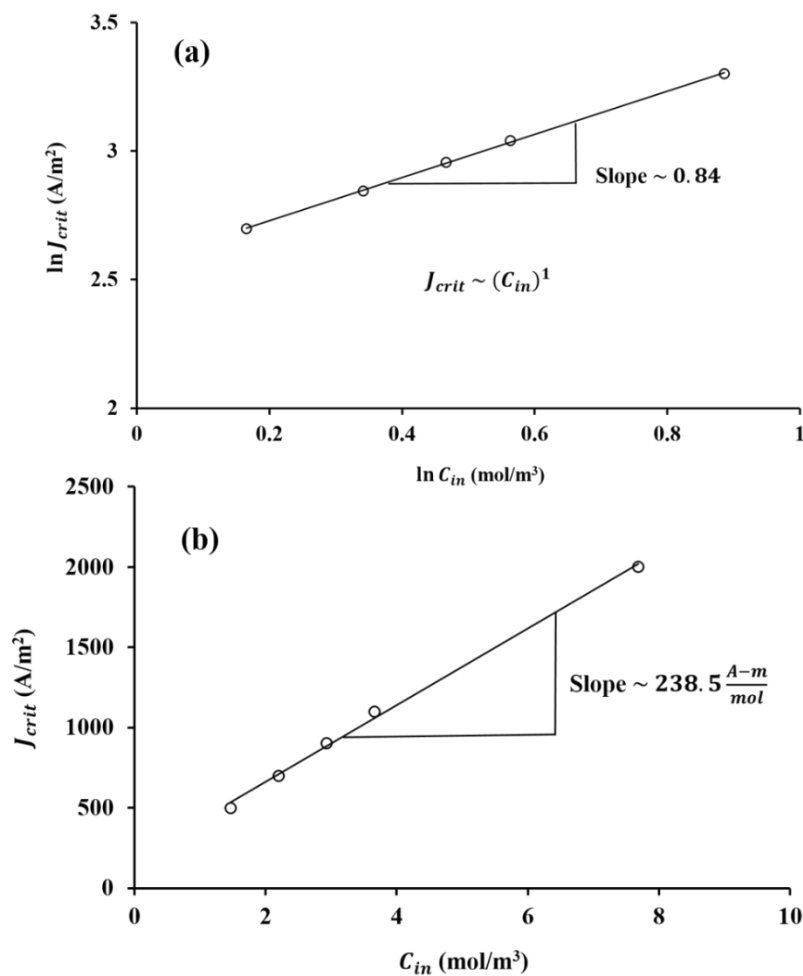 (a)
3.5
3
2.5
2
ln J_crit (A/m²)
Slope ~ 0.84
J_crit ~ (C_in)¹
0 0.2 0.4 0.6 0.8 1
ln C_in (mol/m³)
(b)
2500
2000
1500
1000
500
0
J_crit (A/m²)
Slope ~ 238.5 A−m/mol
0 2 4 6 8 10
C_in (mol/m³)